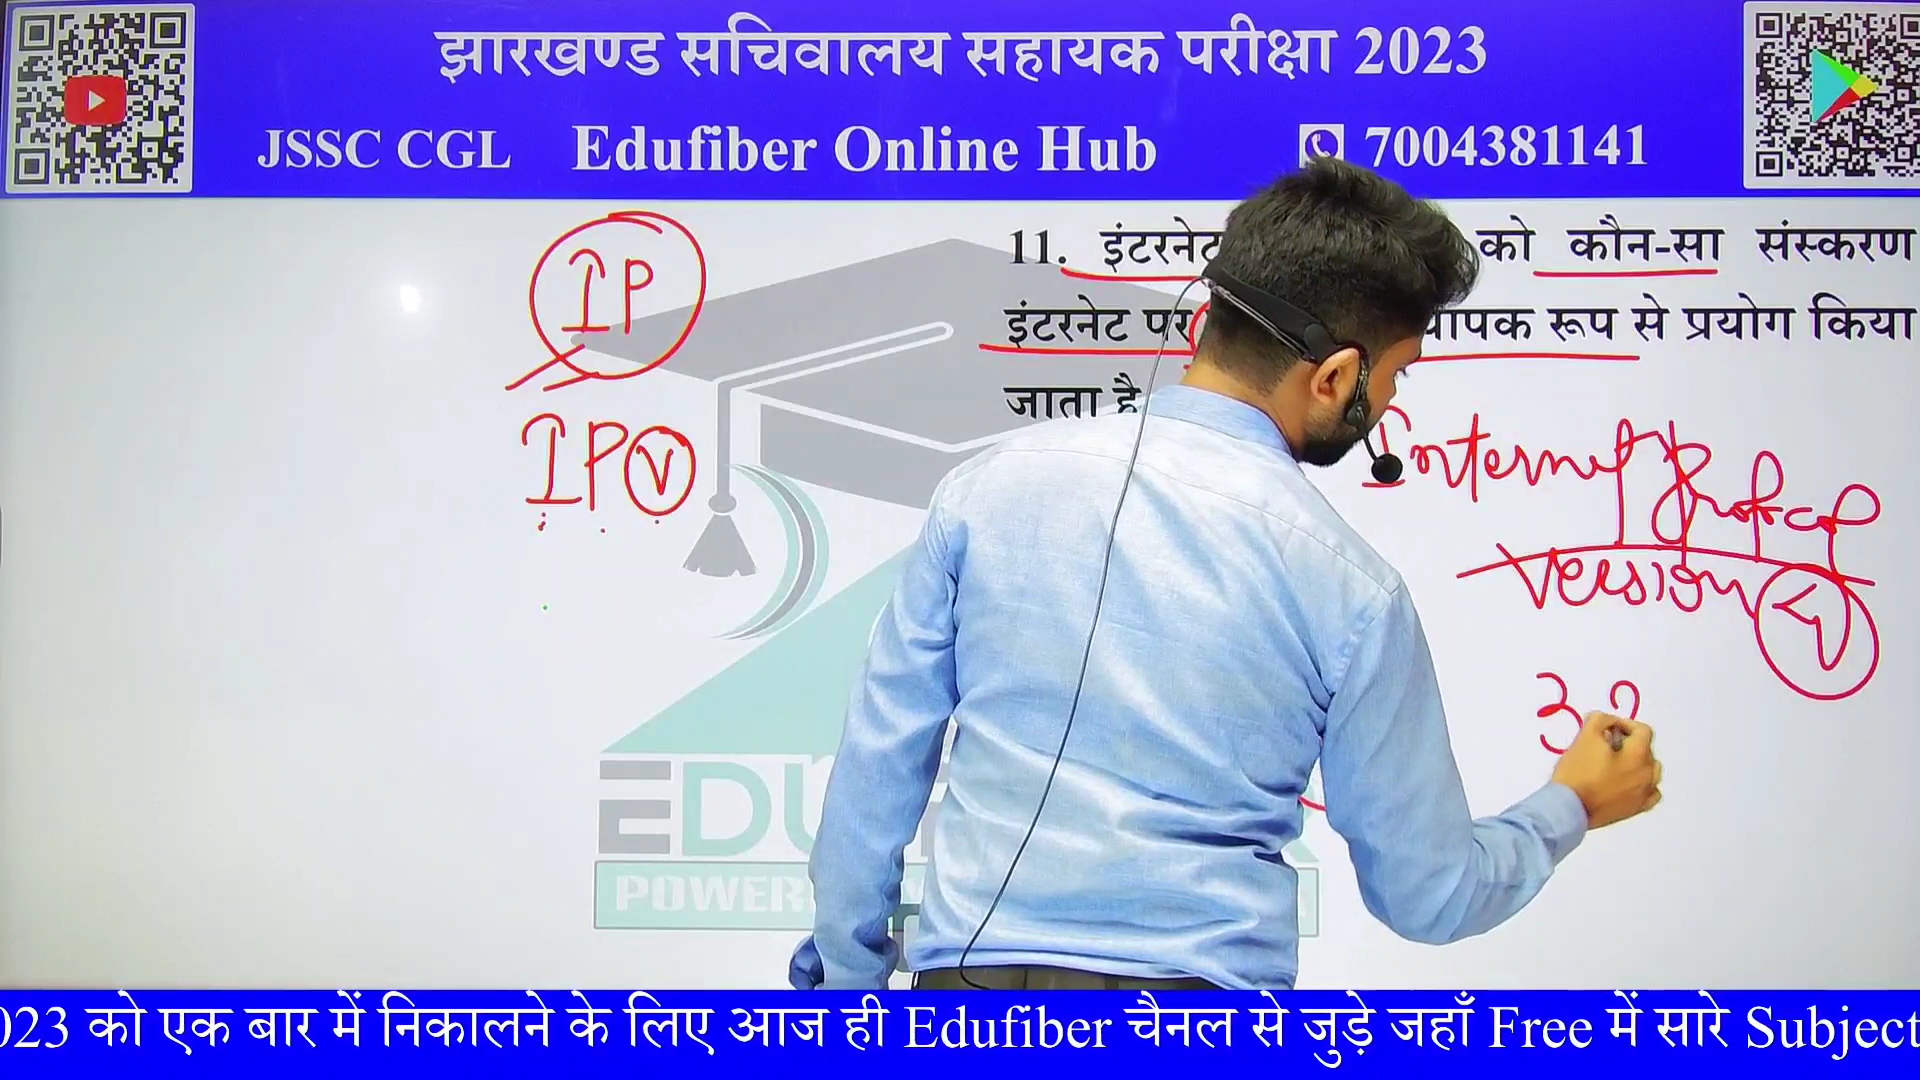 झारखण्ड सचिवालय सहायक परीक्षा 2023
JSSC CGL Edufiber Online Hub 7004381141
11. इंटरनेट को कौन-सा संस्करण
इंटरनेट पर व्यापक रूप से प्रयोग किया
जाता है
IP
IPV
Internet Protocol
Version 4
32
EDU
POWER
023 को एक बार में निकालने के लिए आज ही Edufiber चैनल से जुड़े जहाँ Free में सारे Subject